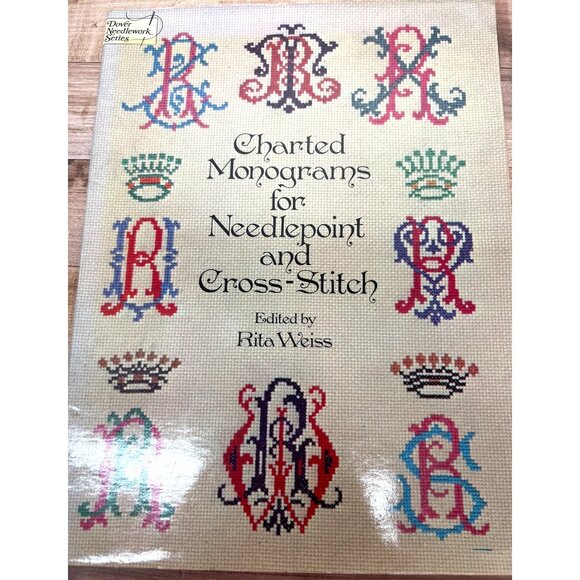 Dover
Needlework
Series
Charted
Monograms
for
Needlepoint
and
Cross-Stitch
Edited by
Rita Weiss